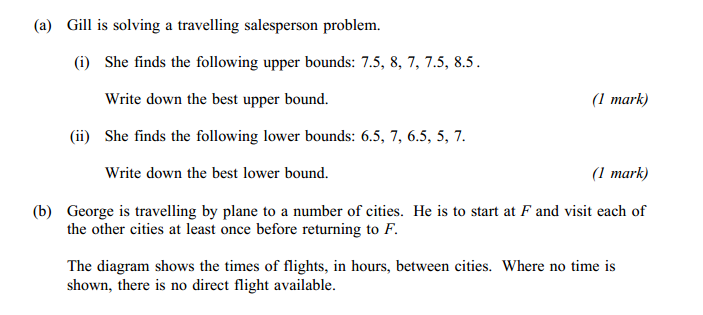 (a) Gill is solving a travelling salesperson problem.
(i) She finds the following upper bounds: 7.5, 8, 7, 7.5, 8.5 .
Write down the best upper bound. (1 mark)
(ii) She finds the following lower bounds: 6.5, 7, 6.5, 5, 7.
Write down the best lower bound. (1 mark)
(b) George is travelling by plane to a number of cities. He is to start at F and visit each of
the other cities at least once before returning to F.
The diagram shows the times of flights, in hours, between cities. Where no time is
shown, there is no direct flight available.